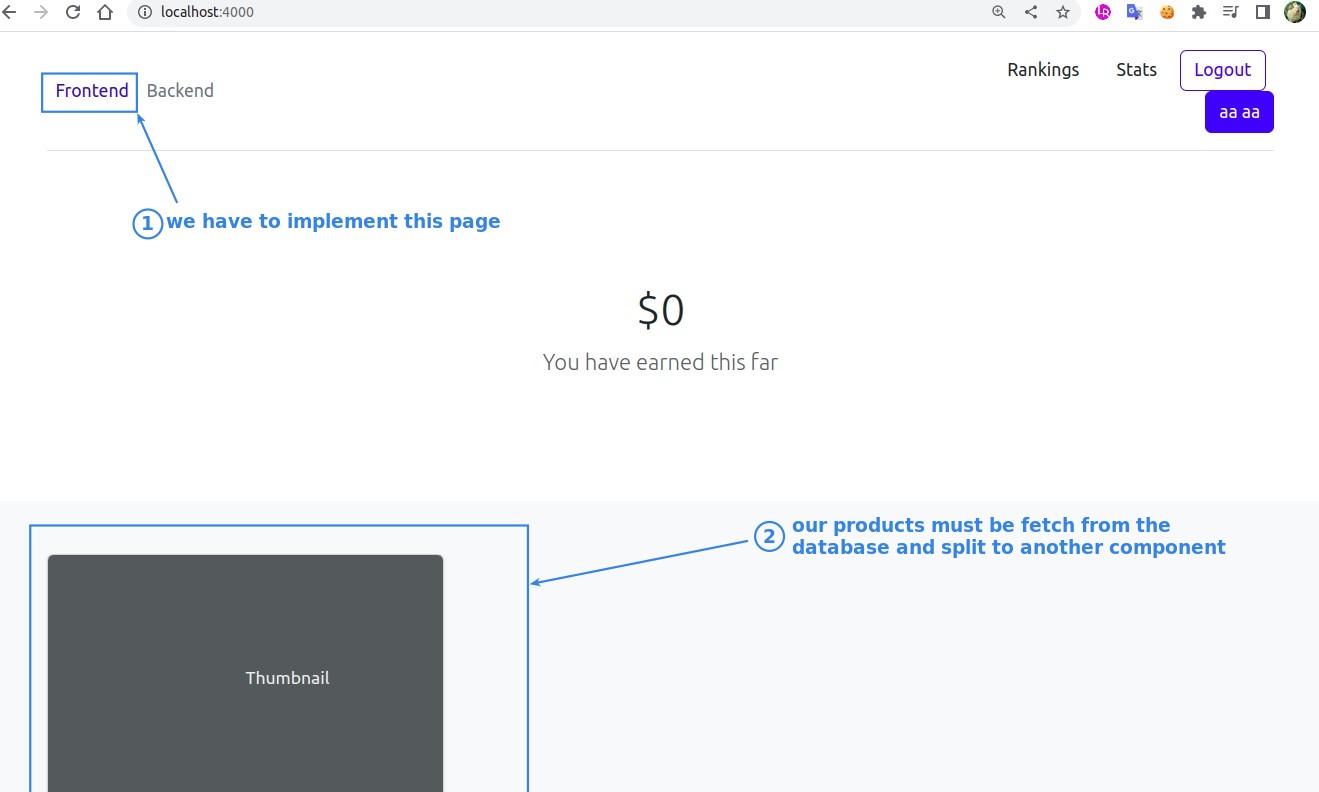 localhost:4000
Rankings Stats Logout
Frontend Backend
aa aa
1 we have to implement this page
$0
You have earned this far
2 our products must be fetch from the
database and split to another component
Thumbnail